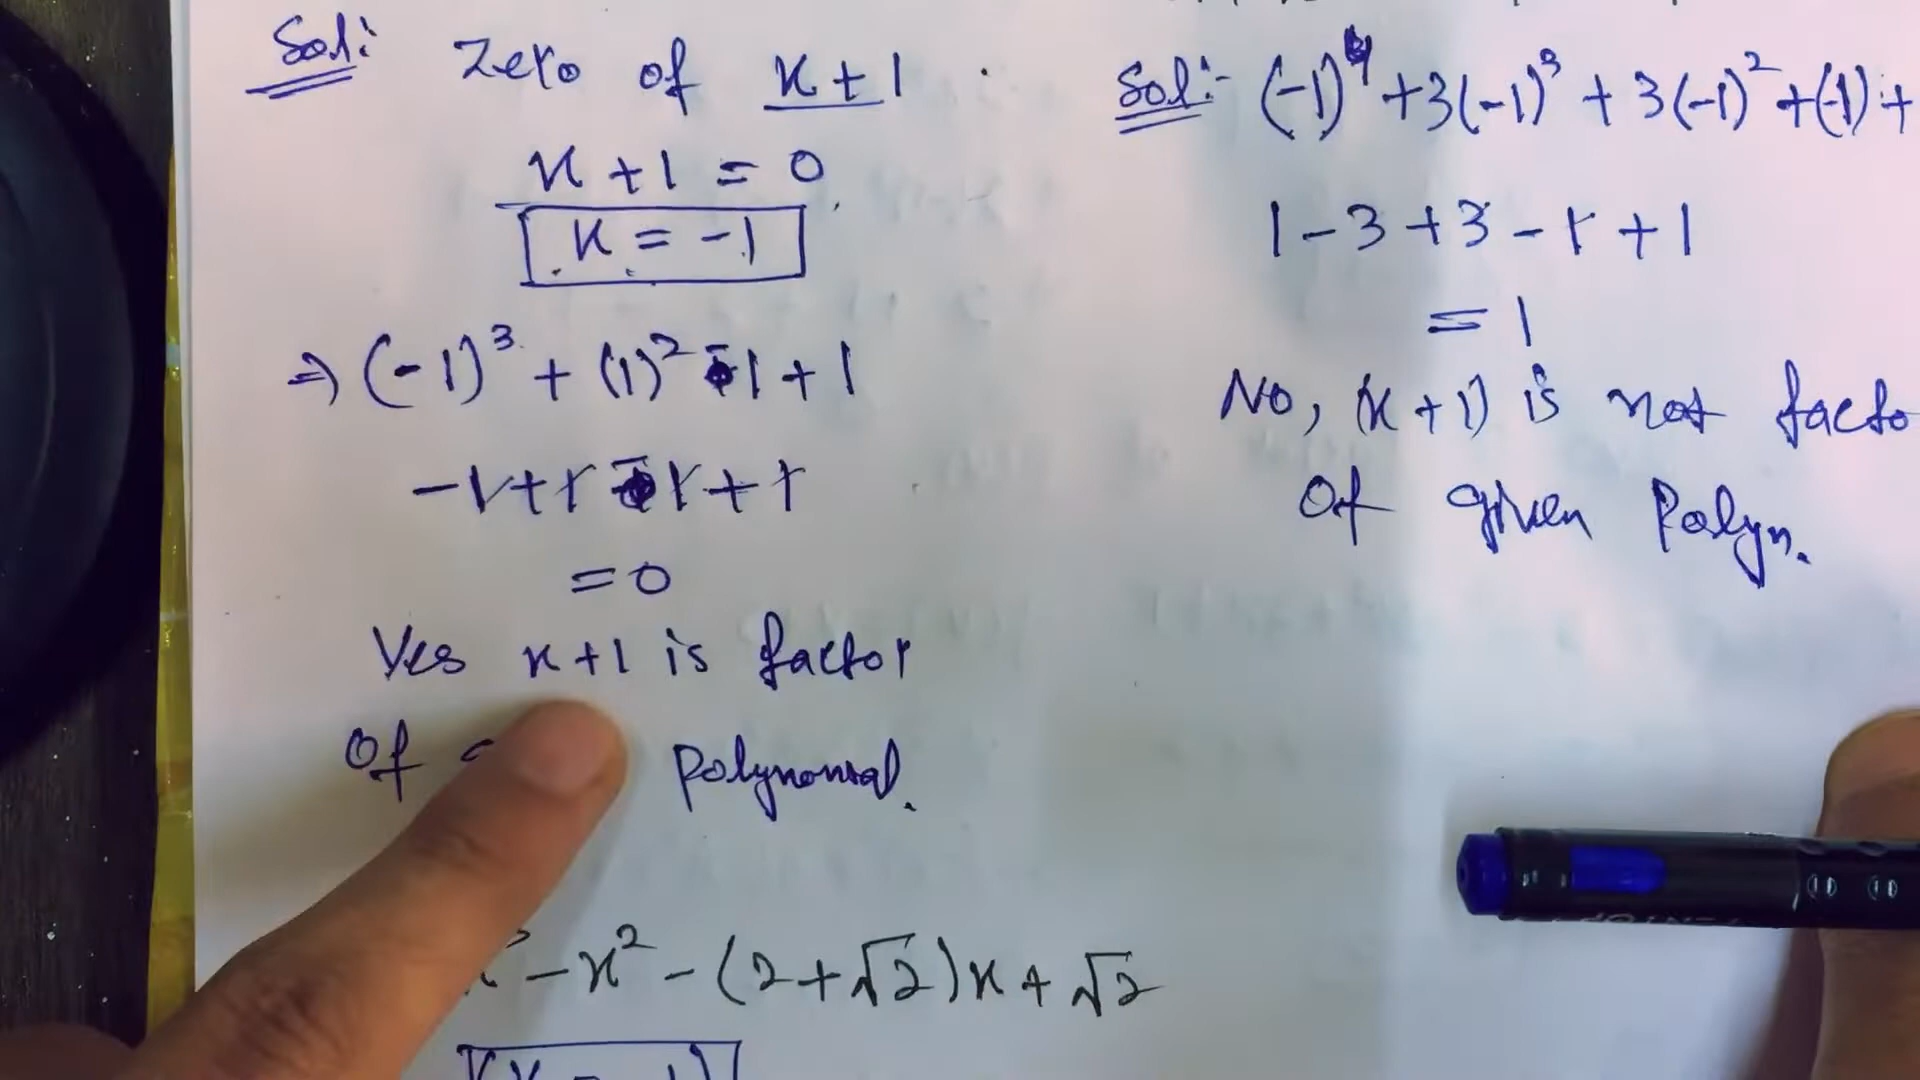 Sol:
Zero of x+1
x+1 = 0
x = -1
⇒ (-1)³ + (1)² - 1 + 1
-1+1-1+1
=0
Yes x+1 is factor
Of polynomial.
- x² - (2+√2)x + √2
Sol:- (-1)⁴ +3(-1)³ + 3(-1)² +(-1)+
1-3+3-1+1
=1
No, (x+1) is not facto
Of given Polyn.